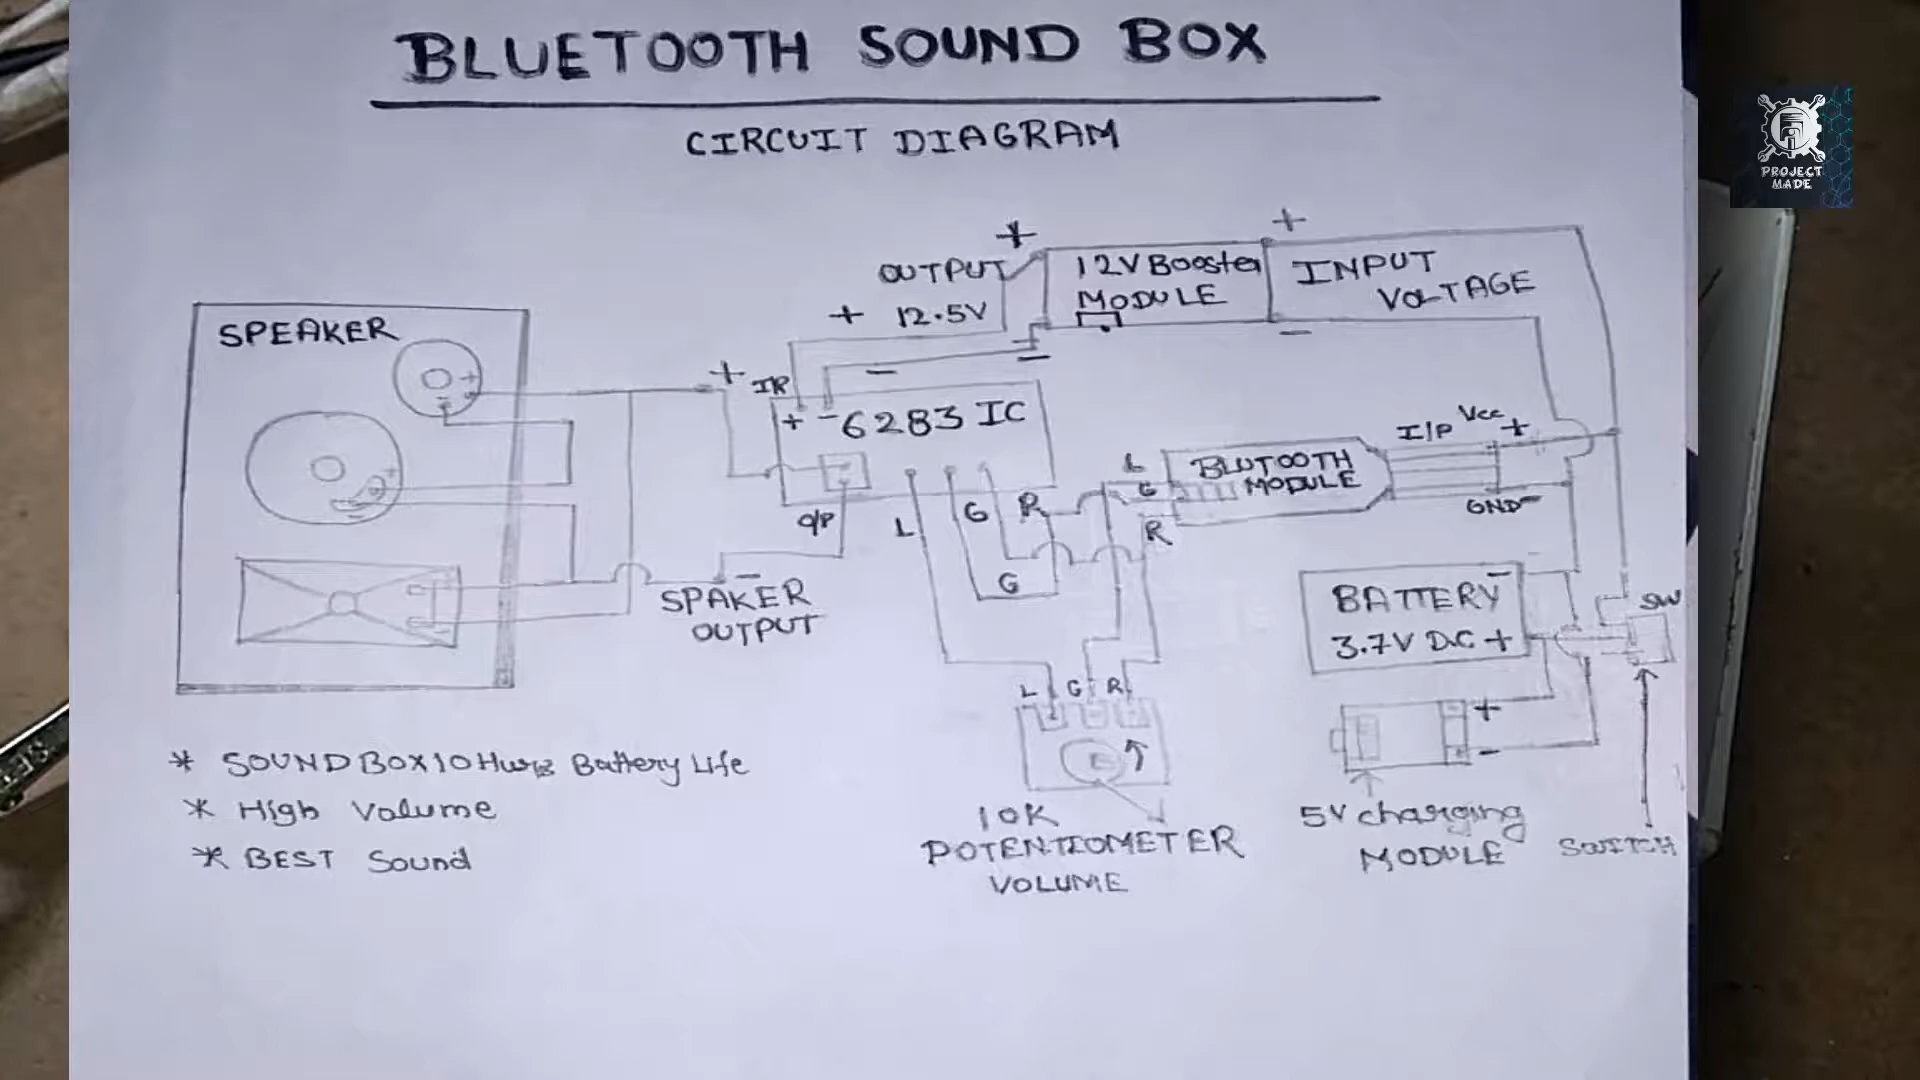 BLUETOOTH SOUND BOX
CIRCUIT DIAGRAM
PROJECT
MADE
+
+
OUTPUT
+ 12.5V
12V Booster
MODULE
INPUT
VOLTAGE
-
-
-
SPEAKER
+
-
+
+
+ -
6283 IC
O/P
L
G
R
G
L
G
R
BLUTOOTH
MODULE
I/P Vcc +
GND -
-
SPAKER
OUTPUT
BATTERY -
3.7V D.C +
SW
L G R
+
-
10K
POTENTIOMETER
VOLUME
5V charging
MODULE
SWITCH
* SOUND BOX 10 Hurs Battery Life
* High Volume
* BEST Sound